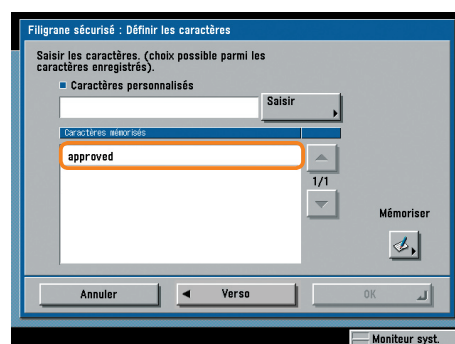 Filigrane sécurisé : Définir les caractères
Saisir les caractères. (choix possible parmi les
caractères enregistrés).
Caractères personnalisés
Saisir
Caractères mémorisés
approved
1/1
Mémoriser
Annuler
Verso
OK
Moniteur syst.